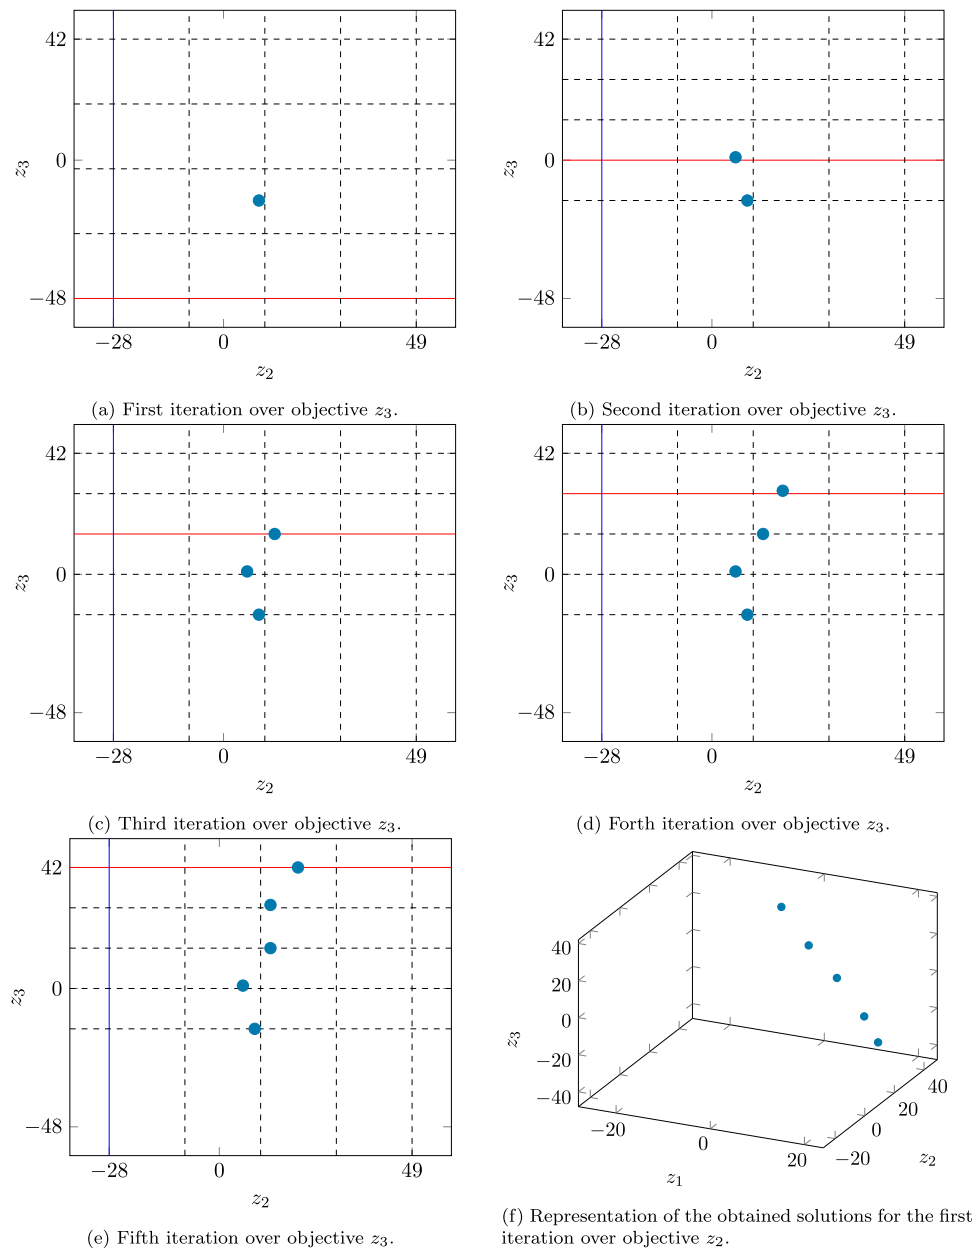 42
0
−48
z3
−28 0 49
z2
(a) First iteration over objective z3.
42
0
−48
z3
−28 0 49
z2
(b) Second iteration over objective z3.
42
0
−48
z3
−28 0 49
z2
(c) Third iteration over objective z3.
42
0
−48
z3
−28 0 49
z2
(d) Forth iteration over objective z3.
42
0
−48
z3
−28 0 49
z2
(e) Fifth iteration over objective z3.
40
20
0
−20
−40
z3
−20 0 20
z1
−20 0 20 40
z2
(f) Representation of the obtained solutions for the first
iteration over objective z2.